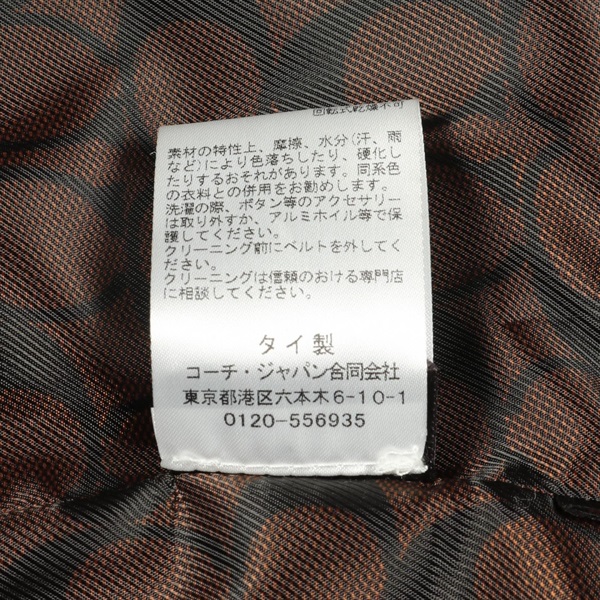 回転式乾燥不可
素材の特性上、摩擦、水分(汗、雨
など)により色落ちしたり、硬化し
たりするおそれがあります。同系色
の衣料との併用をお勧めします。
洗濯の際、ボタン等のアクセサリー
は取り外すか、アルミホイル等で保
護してください。
クリーニング前にベルトを外してく
ださい。
クリーニングは信頼のおける専門店
に相談してください。
タイ製
コーチ・ジャパン合同会社
東京都港区六本木6-10-1
0120-556935